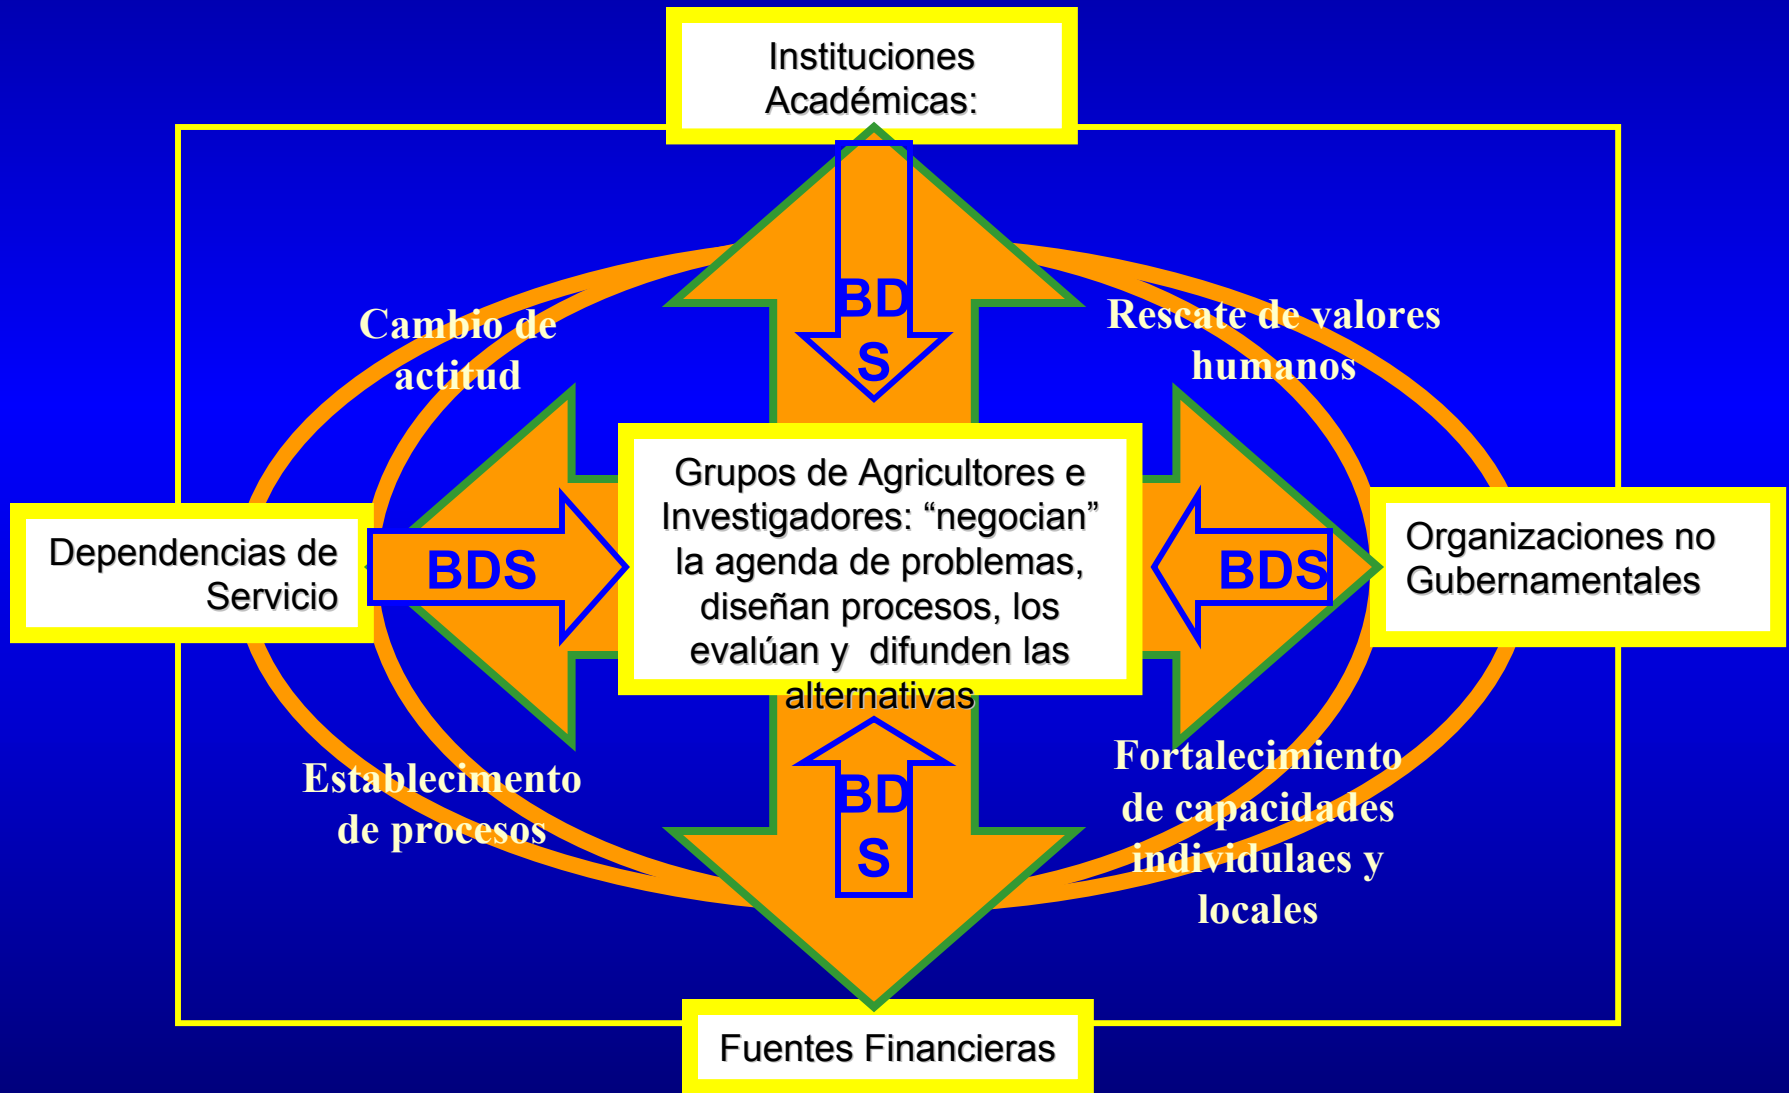 Instituciones
Académicas:
BD
S
Cambio de
actitud
Rescate de valores
humanos
Dependencias de
Servicio
BDS
Grupos de Agricultores e
Investigadores: “negocian”
la agenda de problemas,
diseñan procesos, los
evalúan y difunden las
alternativas
BDS
Organizaciones no
Gubernamentales
Establecimento
de procesos
BD
S
Fortalecimiento
de capacidades
individulaes y
locales
Fuentes Financieras